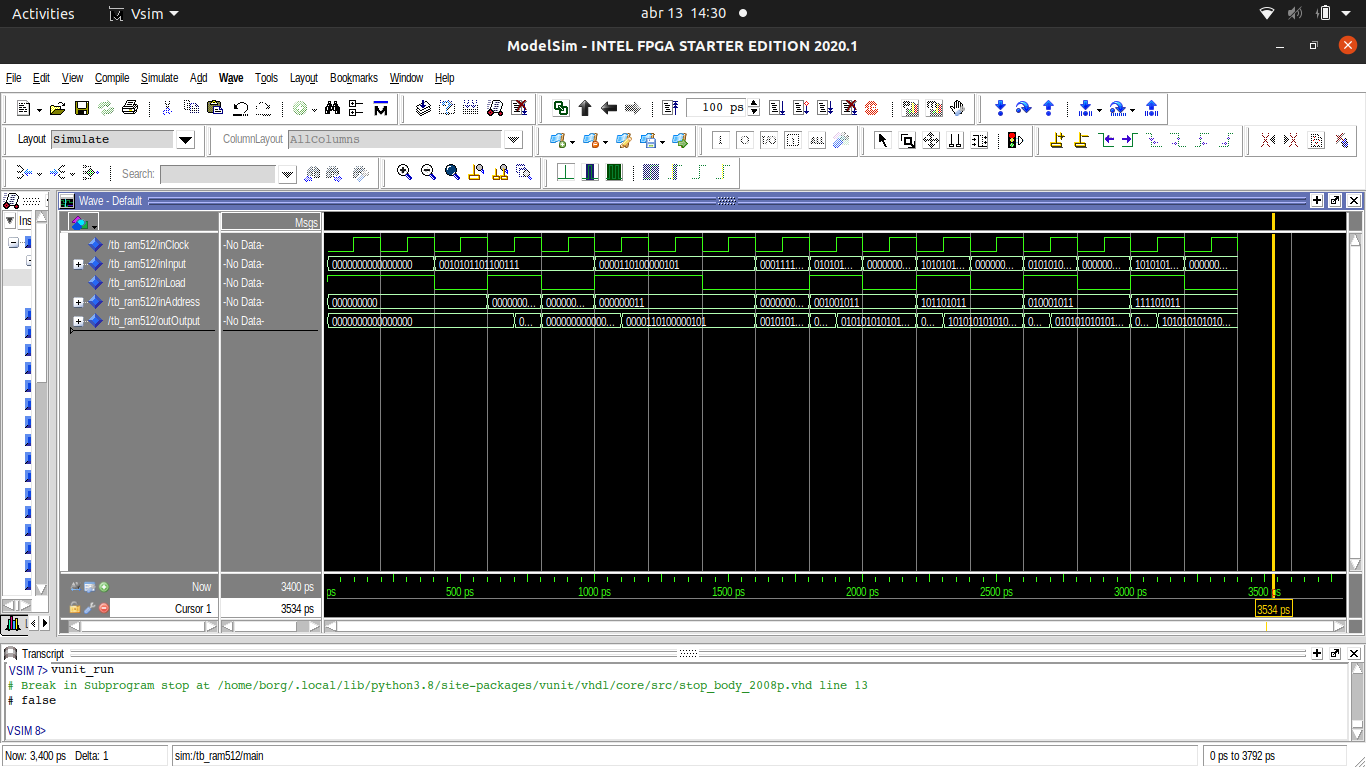 Activities Vsim abr 13 14:30
ModelSim - INTEL FPGA STARTER EDITION 2020.1
File Edit View Compile Simulate Add Wave Tools Layout Bookmarks Window Help
100 ps
Layout Simulate ColumnLayout AllColumns
Search:
Wave - Default
Ins
Msgs
/tb_ram512/inClock -No Data-
/tb_ram512/inInput -No Data- 0000000000000000 0010101101100111 0000110100000101 0001111... 010101... 0000000... 1010101... 000000... 0101010... 000000... 1010101... 000000...
/tb_ram512/inLoad -No Data-
/tb_ram512/inAddress -No Data- 000000000 0000000... 000000... 000000011 0000000... 001001011 101101011 010001011 111101011
/tb_ram512/outOutput -No Data- 0000000000000000 0... 000000000000... 0000110100000101 0010101... 0... 010101010101... 0... 101010101010... 0... 010101010101... 0... 101010101010...
Now 3400 ps ps 500 ps 1000 ps 1500 ps 2000 ps 2500 ps 3000 ps 3500 ps
Cursor 1 3534 ps 3534 ps
Transcript
VSIM 7> vunit_run
# Break in Subprogram stop at /home/borg/.local/lib/python3.8/site-packages/vunit/vhdl/core/src/stop_body_2008p.vhd line 13
# false
VSIM 8>
Now: 3,400 ps Delta: 1 sim:/tb_ram512/main 0 ps to 3792 ps